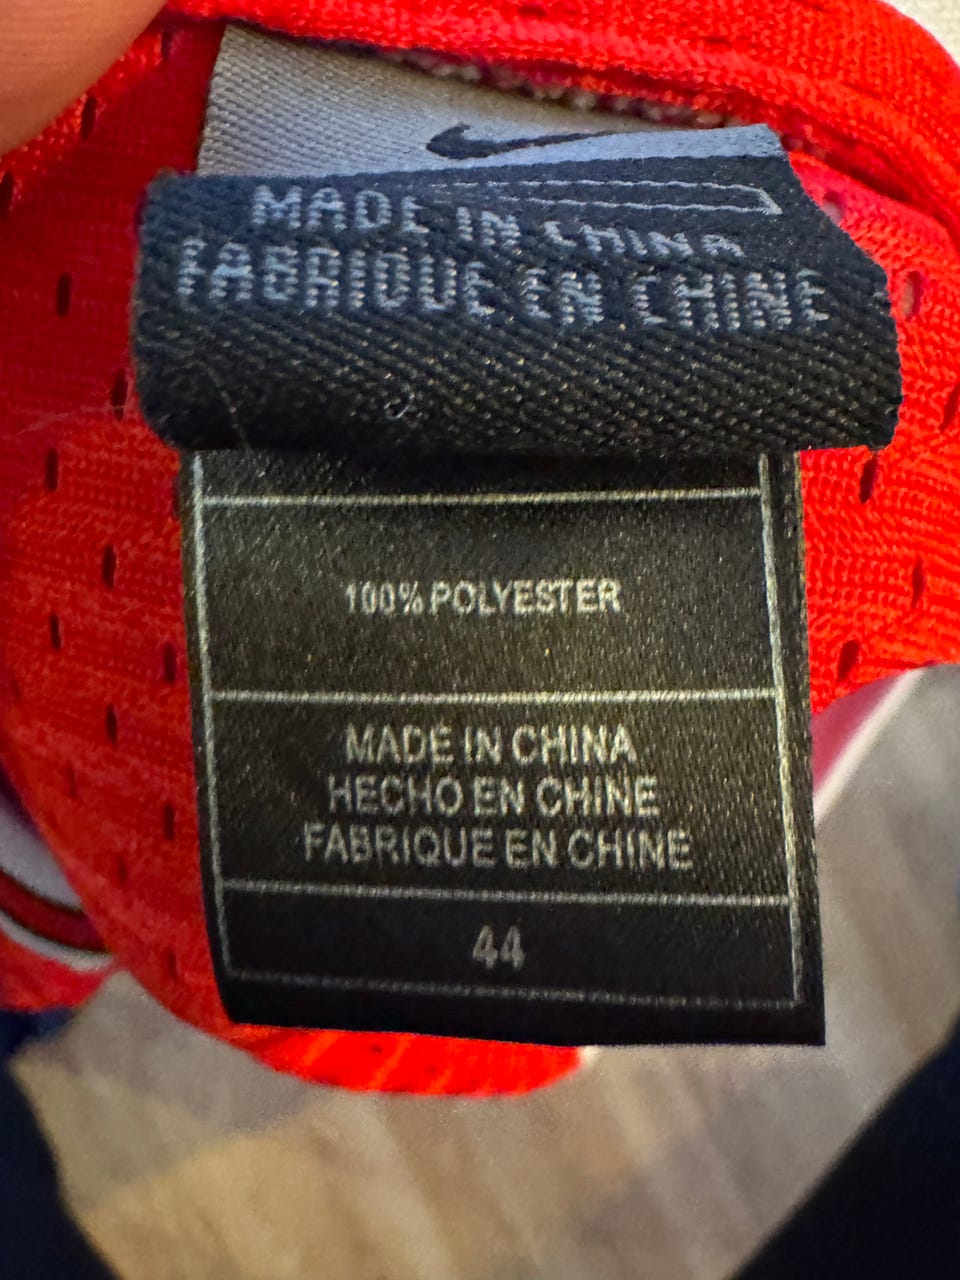 MADE IN CHINA
FABRIQUE EN CHINE
100% POLYESTER
MADE IN CHINA
HECHO EN CHINE
FABRIQUE EN CHINE
44